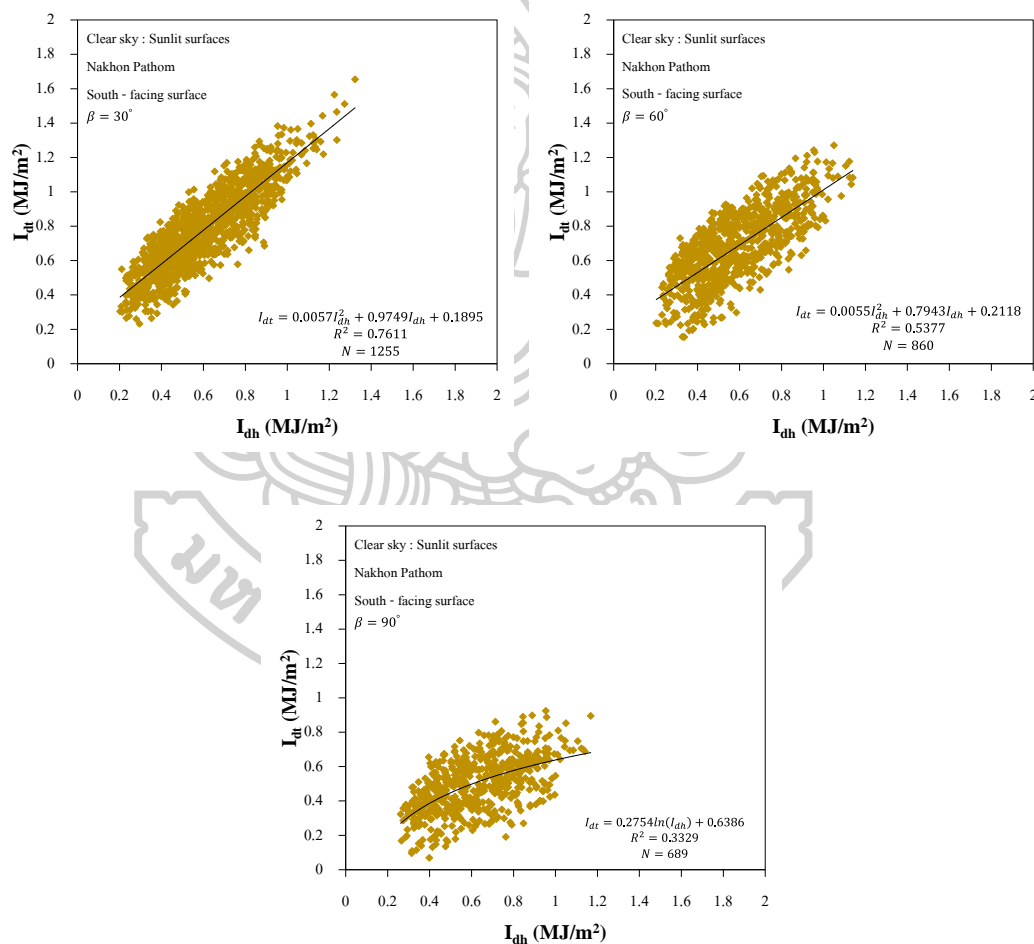 Clear sky : Sunlit surfaces
Nakhon Pathom
South - facing surface
β = 30°
I_dt (MJ/m²)
2
1.8
1.6
1.4
1.2
1
0.8
0.6
0.4
0.2
0
I_dt = 0.0057I²_dh + 0.9749I_dh + 0.1895
R² = 0.7611
N = 1255
0 0.2 0.4 0.6 0.8 1 1.2 1.4 1.6 1.8 2
I_dh (MJ/m²)
Clear sky : Sunlit surfaces
Nakhon Pathom
South - facing surface
β = 60°
I_dt (MJ/m²)
2
1.8
1.6
1.4
1.2
1
0.8
0.6
0.4
0.2
0
I_dt = 0.0055I²_dh + 0.7943I_dh + 0.2118
R² = 0.5377
N = 860
0 0.2 0.4 0.6 0.8 1 1.2 1.4 1.6 1.8 2
I_dh (MJ/m²)
Clear sky : Sunlit surfaces
Nakhon Pathom
South - facing surface
β = 90°
I_dt (MJ/m²)
2
1.8
1.6
1.4
1.2
1
0.8
0.6
0.4
0.2
0
I_dt = 0.2754ln(I_dh) + 0.6386
R² = 0.3329
N = 689
0 0.2 0.4 0.6 0.8 1 1.2 1.4 1.6 1.8 2
I_dh (MJ/m²)